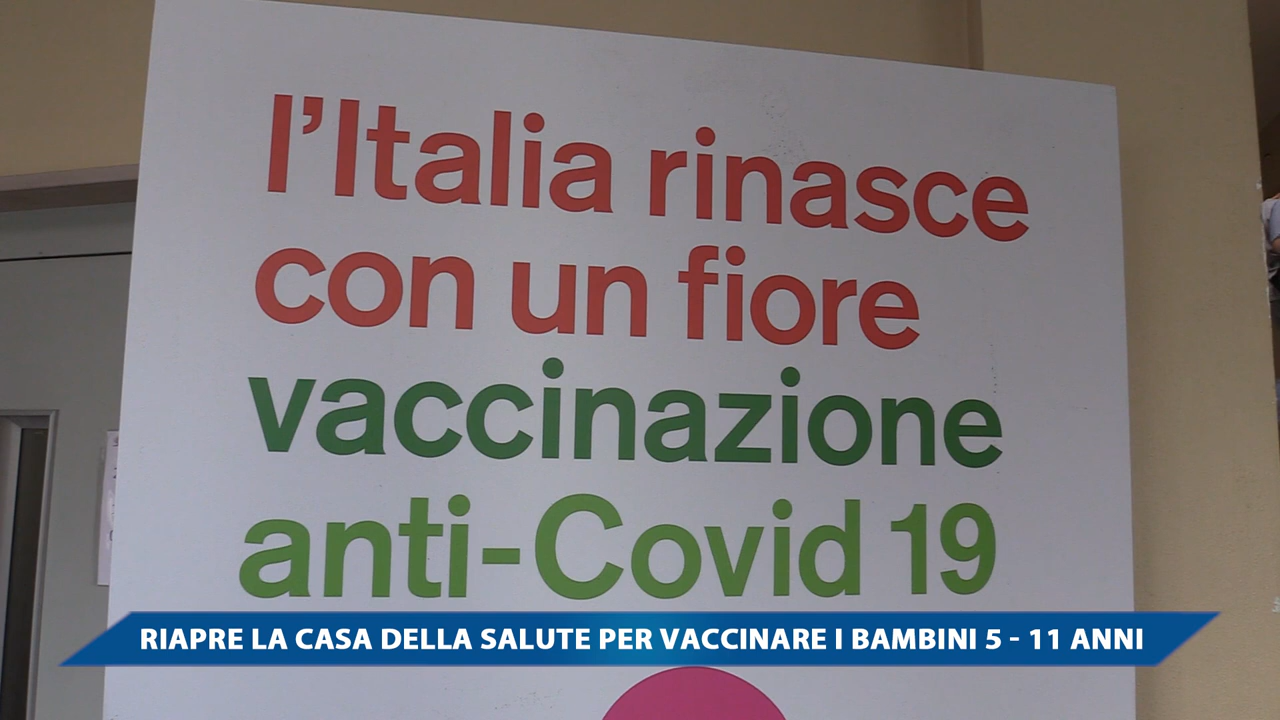 l'Italia rinasce
con un fiore
vaccinazione
anti-Covid 19
RIAPRE LA CASA DELLA SALUTE PER VACCINARE I BAMBINI 5 - 11 ANNI